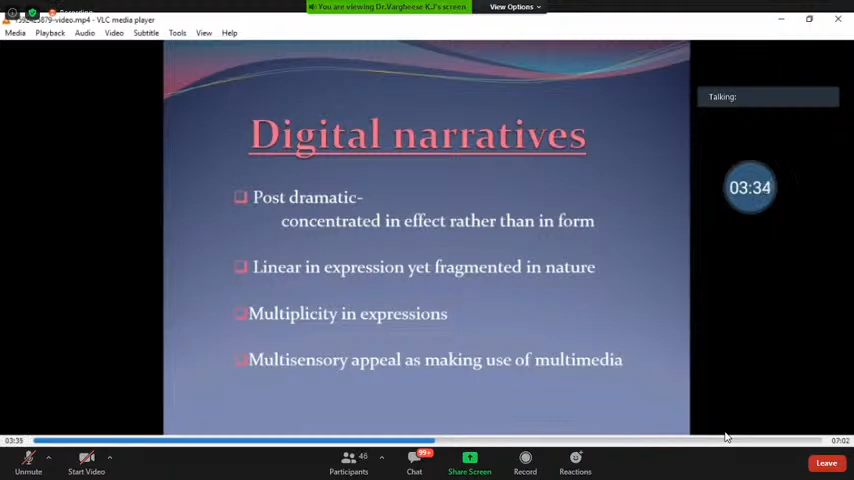 Recording
You are viewing Dr.Vargheese K.J's screen
View Options
-video.mp4 - VLC media player
Media Playback Audio Video Subtitle Tools View Help
Talking:
Digital narratives
03:34
Post dramatic-
concentrated in effect rather than in form
Linear in expression yet fragmented in nature
Multiplicity in expressions
Multisensory appeal as making use of multimedia
03:35
07:02
46
99+
Unmute
Start Video
Participants
Chat
Share Screen
Record
Reactions
Leave